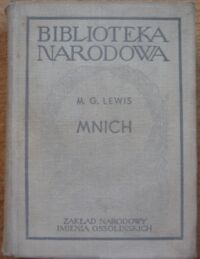 BIBLIOTEKA
NARODOWA
M. G. LEWIS
MNICH
ZAKŁAD NARODOWY
IMIENIA OSSOLIŃSKICH